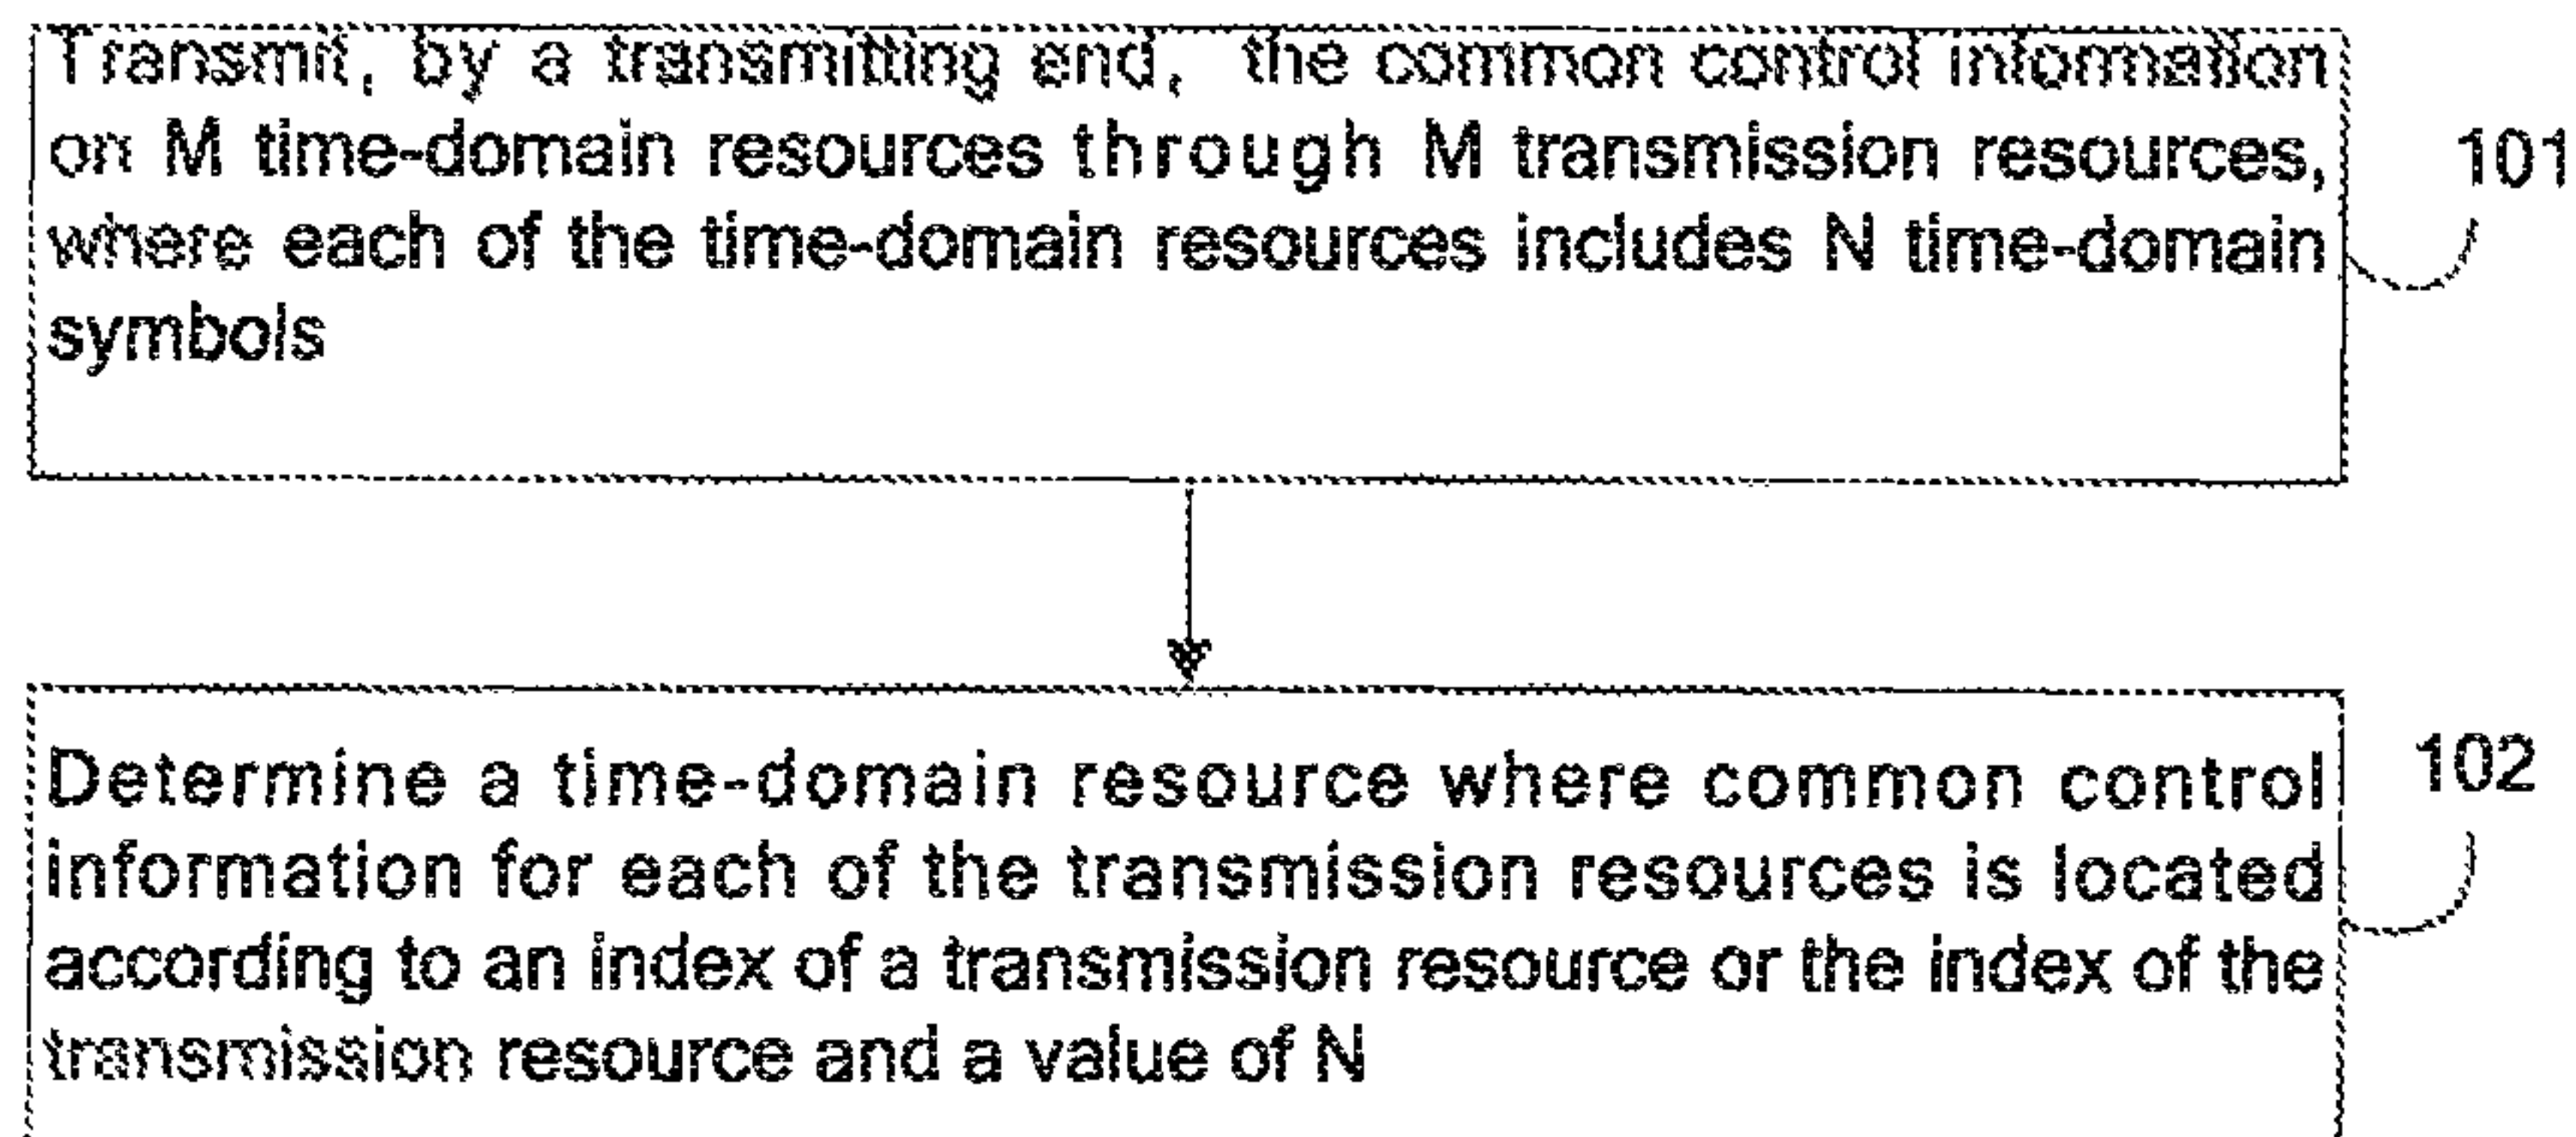 Transmit, by a transmitting end, the common control information
on M time-domain resources through M transmission resources,
where each of the time-domain resources includes N time-domain
symbols
101
Determine a time-domain resource where common control
information for each of the transmission resources is located
according to an index of a transmission resource or the index of the
transmission resource and a value of N
102